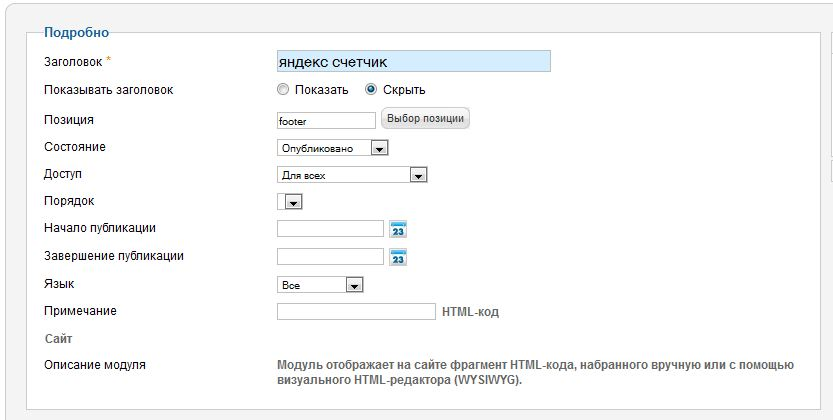 Подробно
Заголовок *
яндекс счетчик
Показывать заголовок
Показать
Скрыть
Позиция
footer
Выбор позиции
Состояние
Опубликовано
Доступ
Для всех
Порядок
Начало публикации
23
Завершение публикации
23
Язык
Все
Примечание
HTML-код
Сайт
Описание модуля
Модуль отображает на сайте фрагмент HTML-кода, набранного вручную или с помощью
визуального HTML-редактора (WYSIWYG).